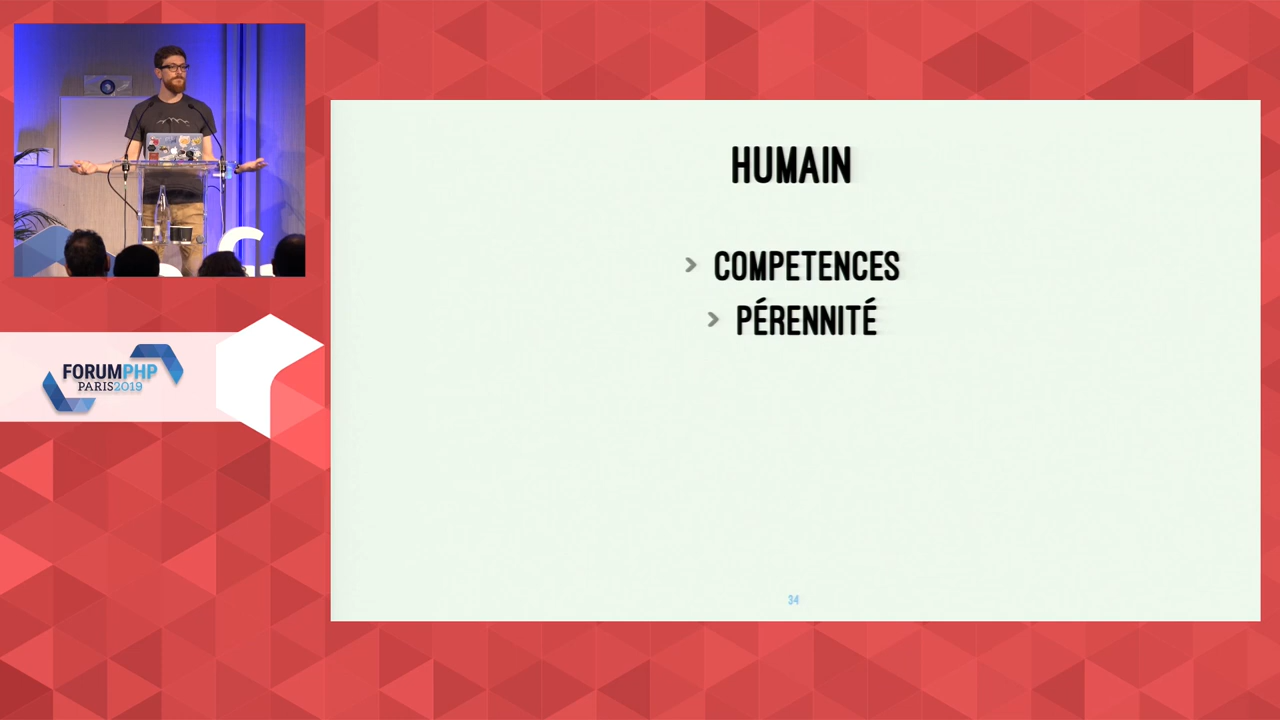 HUMAIN
› COMPETENCES
› PÉRENNITÉ
34
FORUMPHP
PARIS2019